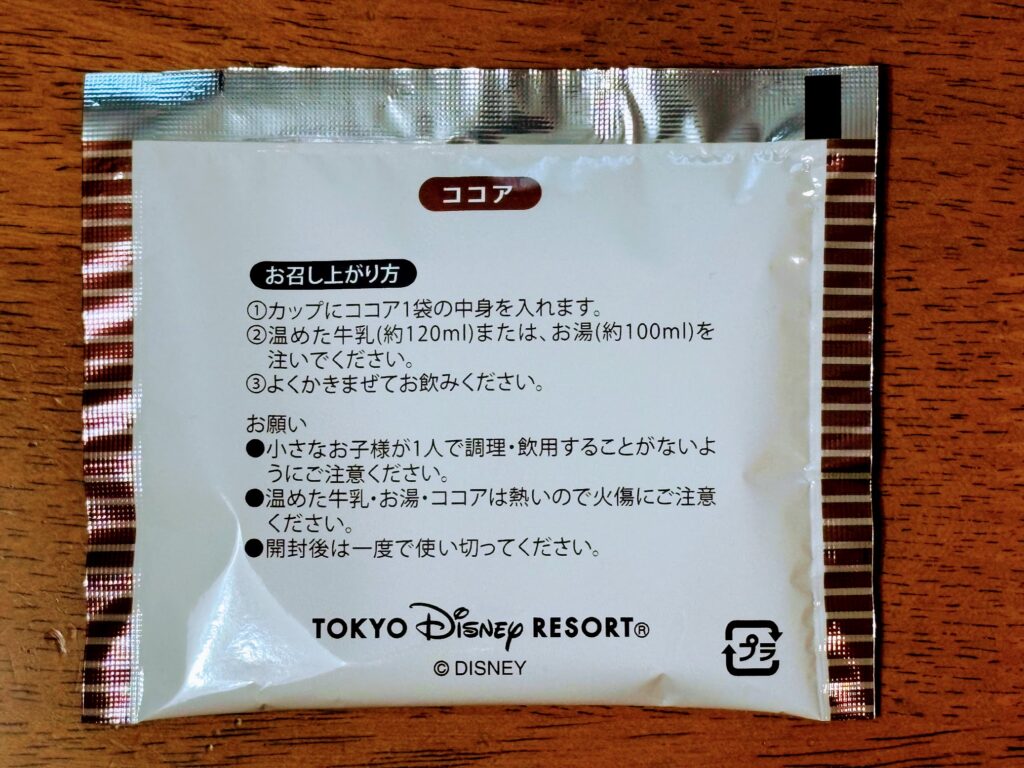 ココア
お召し上がり方
①カップにココア1袋の中身を入れます。
②温めた牛乳(約120ml)または、お湯(約100ml)を
注いでください。
③よくかきまぜてお飲みください。
お願い
●小さなお子様が1人で調理・飲用することがないよ
うにご注意ください。
●温めた牛乳・お湯・ココアは熱いので火傷にご注意
ください。
●開封後は一度で使い切ってください。
TOKYO Disney RESORT®
© DISNEY
プラ